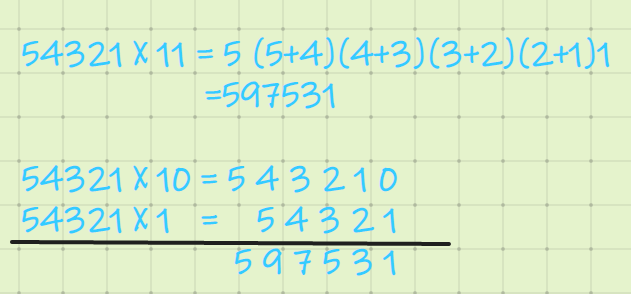 54321 X 11 = 5 (5+4)(4+3)(3+2)(2+1)1
=597531
54321 X 10 = 5 4 3 2 1 0
54321 X 1 = 5 4 3 2 1
5 9 7 5 3 1